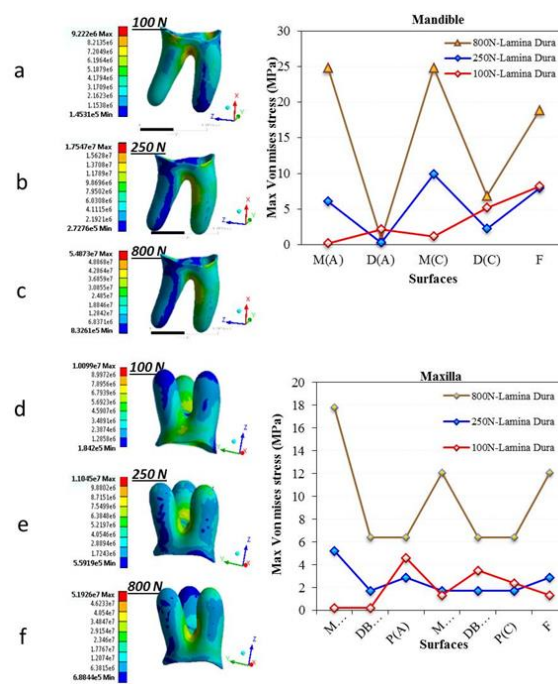 100 N
9.222e6 Max
8.2135e6
7.2049e6
6.1964e6
5.1879e6
4.1794e6
3.1709e6
2.1623e6
1.1538e6
1.4531e5 Min
a
250 N
1.7547e7 Max
1.5628e7
1.3708e7
1.1789e7
9.8696e6
7.9502e6
6.0308e6
4.1115e6
2.1921e6
2.7276e5 Min
b
800 N
5.4873e7 Max
4.8868e7
4.2864e7
3.6859e7
3.0855e7
2.485e7
1.8846e7
1.2842e7
6.8371e6
8.3261e5 Min
c
Mandible
Max Von mises stress (MPa)
30
25
20
15
10
5
0
800N-Lamina Dura
250N-Lamina Dura
100N-Lamina Dura
M(A) D(A) M(C) D(C) F
Surfaces
100 N
1.0099e7 Max
8.9972e6
7.8956e6
6.7939e6
5.6923e6
4.5907e6
3.4891e6
2.3874e6
1.2858e6
1.842e5 Min
d
250 N
1.1045e7 Max
9.8802e6
8.7151e6
7.5499e6
6.3848e6
5.2197e6
4.0546e6
2.8894e6
1.7243e6
5.5919e5 Min
e
800 N
5.1926e7 Max
4.6233e7
4.054e7
3.4847e7
2.9154e7
2.346e7
1.7767e7
1.2074e7
6.3815e6
6.8844e5 Min
f
Maxilla
Max Von mises stress (MPa)
20
18
16
14
12
10
8
6
4
2
0
800N-Lamina Dura
250N-Lamina Dura
100N-Lamina Dura
M... DB... P(A) M... DB... P(C) F
Surfaces